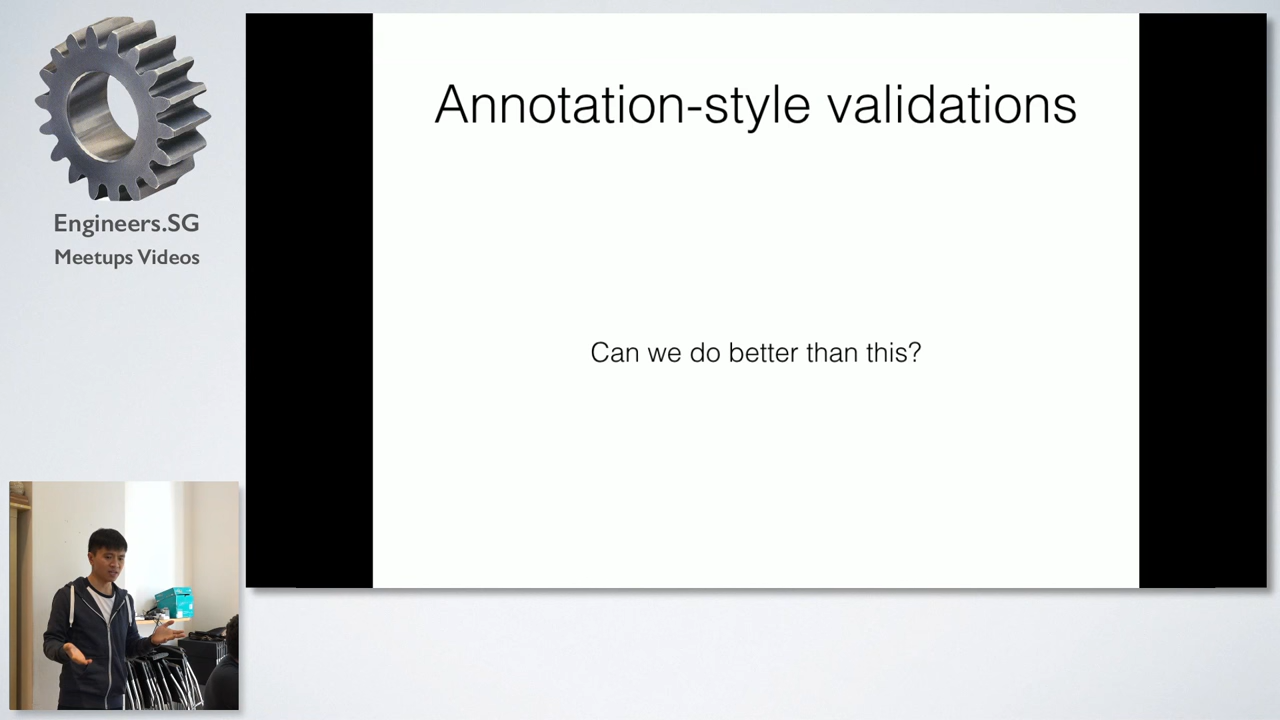 Engineers.SG
Meetups Videos
Annotation-style validations
Can we do better than this?